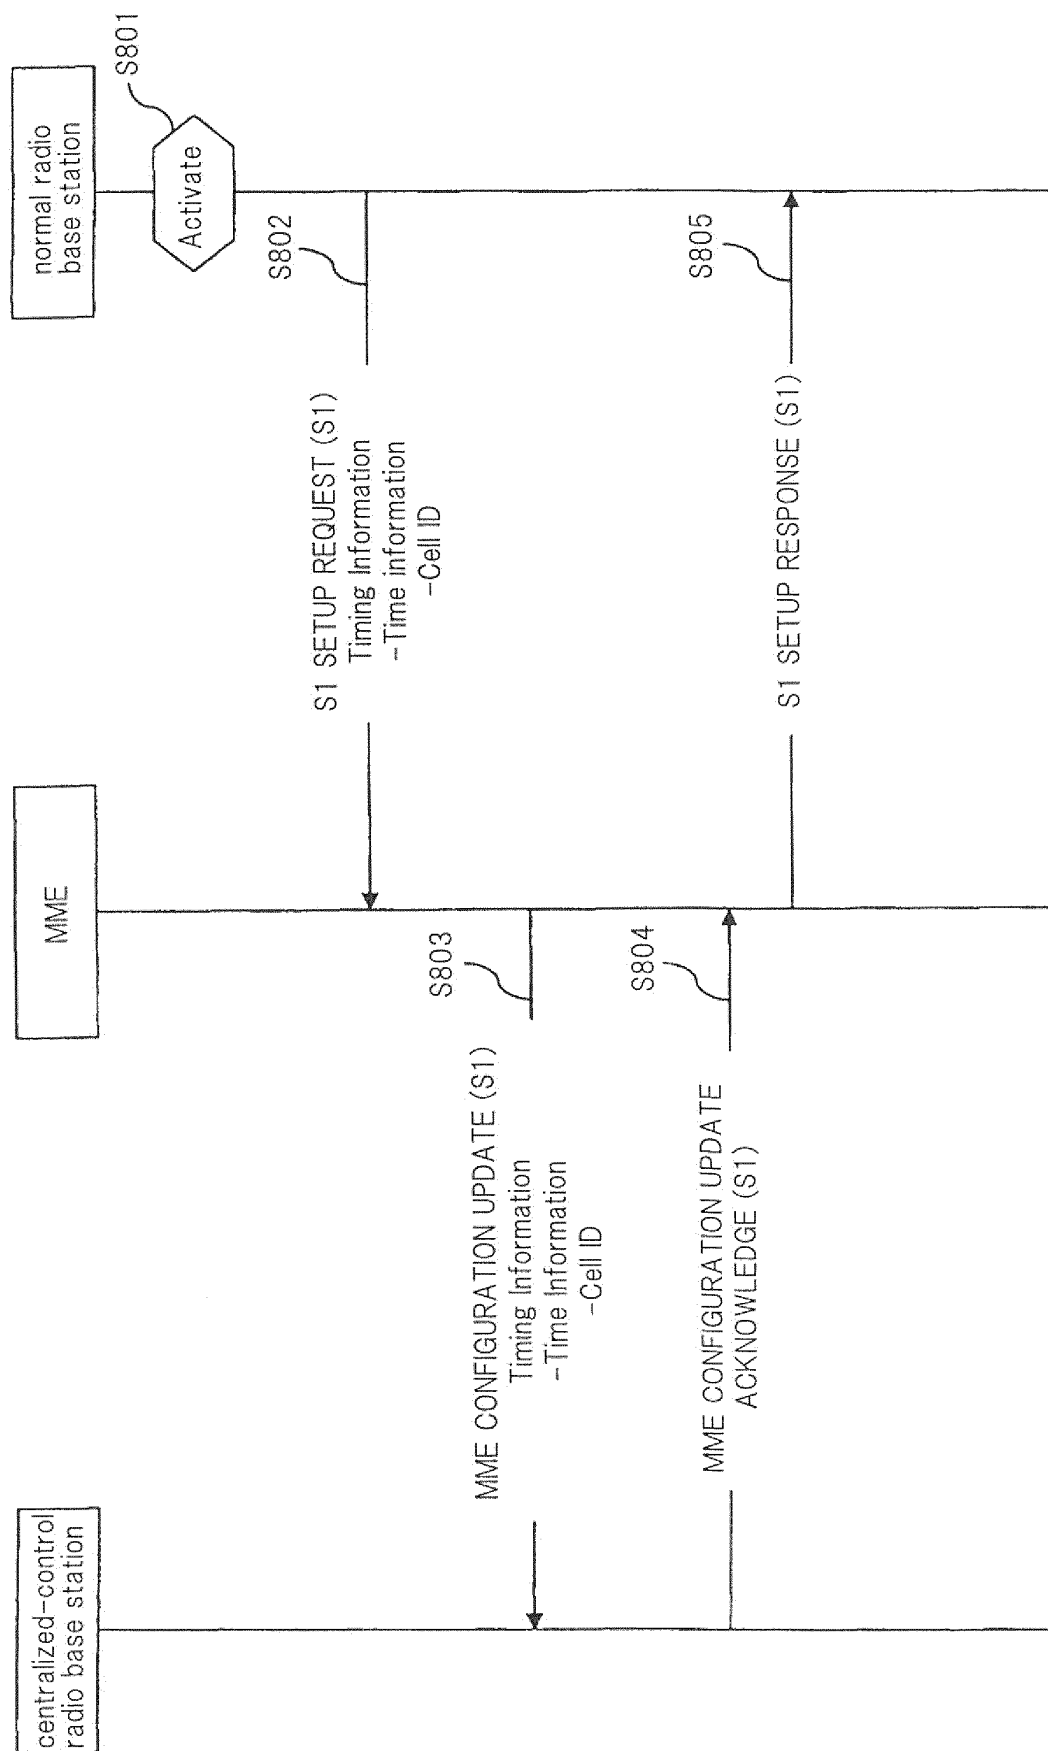 centralized-control
radio base station
MME
normal radio
base station
Activate
S801
S802
S1 SETUP REQUEST (S1)
Timing Information
-Time information
-Cell ID
S803
MME CONFIGURATION UPDATE (S1)
Timing Information
-Time Information
-Cell ID
S804
MME CONFIGURATION UPDATE
ACKNOWLEDGE (S1)
S805
S1 SETUP RESPONSE (S1)